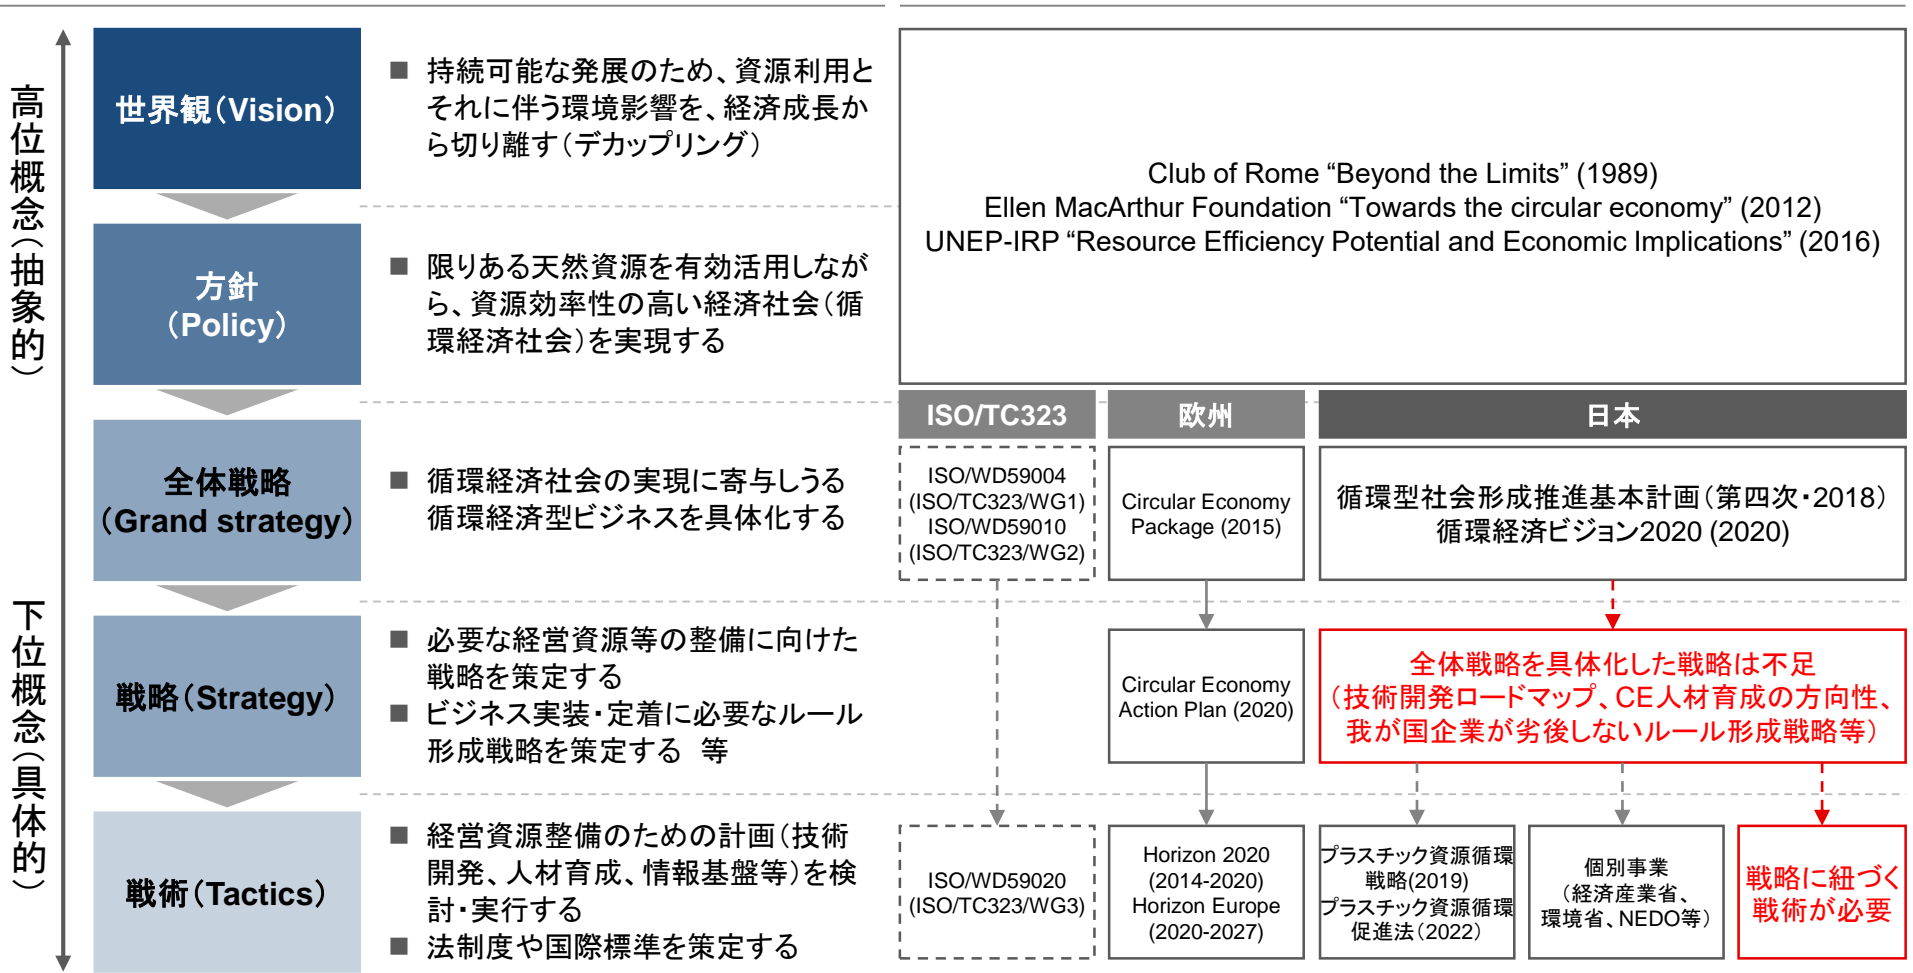 高位概念（抽象的）
下位概念（具体的）
世界観（Vision）
■ 持続可能な発展のため、資源利用と
それに伴う環境影響を、経済成長か
ら切り離す（デカップリング）
方針
（Policy）
■ 限りある天然資源を有効活用しなが
ら、資源効率性の高い経済社会（循
環経済社会）を実現する
Club of Rome “Beyond the Limits” (1989)
Ellen MacArthur Foundation “Towards the circular economy” (2012)
UNEP-IRP “Resource Efficiency Potential and Economic Implications” (2016)
ISO/TC323
欧州
日本
全体戦略
（Grand strategy）
■ 循環経済社会の実現に寄与しうる
循環経済型ビジネスを具体化する
ISO/WD59004
(ISO/TC323/WG1)
ISO/WD59010
(ISO/TC323/WG2)
Circular Economy
Package (2015)
循環型社会形成推進基本計画（第四次・2018）
循環経済ビジョン2020 (2020)
戦略（Strategy）
■ 必要な経営資源等の整備に向けた
戦略を策定する
■ ビジネス実装・定着に必要なルール
形成戦略を策定する 等
Circular Economy
Action Plan (2020)
全体戦略を具体化した戦略は不足
（技術開発ロードマップ、CE人材育成の方向性、
我が国企業が劣後しないルール形成戦略等）
戦術（Tactics）
■ 経営資源整備のための計画（技術
開発、人材育成、情報基盤等）を検
討・実行する
■ 法制度や国際標準を策定する
ISO/WD59020
(ISO/TC323/WG3)
Horizon 2020
(2014-2020)
Horizon Europe
(2020-2027)
プラスチック資源循環
戦略(2019)
プラスチック資源循環
促進法（2022）
個別事業
（経済産業省、
環境省、NEDO等）
戦略に紐づく
戦術が必要